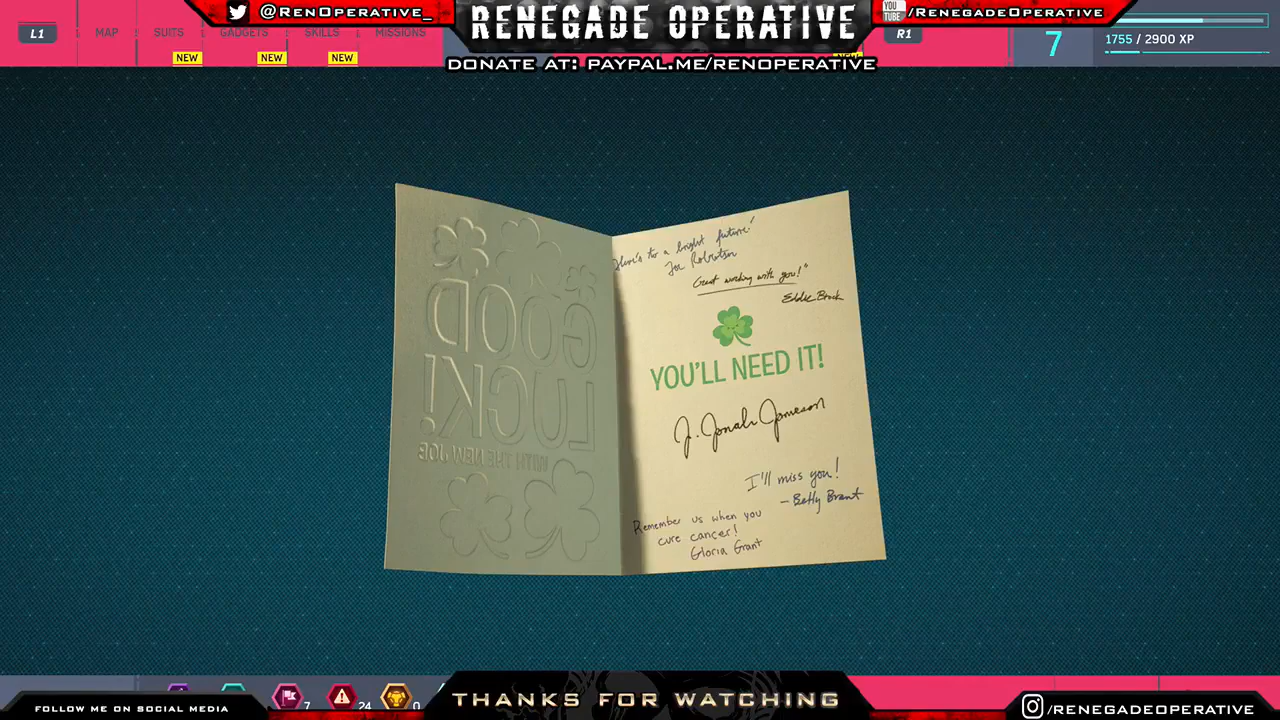 @RenOperative_
RENEGADE OPERATIVE
YOU TUBE
/RenegadeOperative
L1
MAP
SUITS
GADGETS
SKILLS
MISSIONS
R1
7
1755 / 2900 XP
NEW
NEW
NEW
NEW
DONATE AT: PAYPAL.ME/RENOPERATIVE
GOOD
LUCK!
WITH THE NEW JOB
Here's to a bright future!
Joe Robertson
Great working with you!"
Eddie Brock
YOU'LL NEED IT!
J. Jonah Jameson
I'll miss you!
- Betty Brant
Remember us when you
cure cancer!
Gloria Grant
7
24
0
FOLLOW ME ON SOCIAL MEDIA
THANKS FOR WATCHING
/RENEGADEOPERATIVE